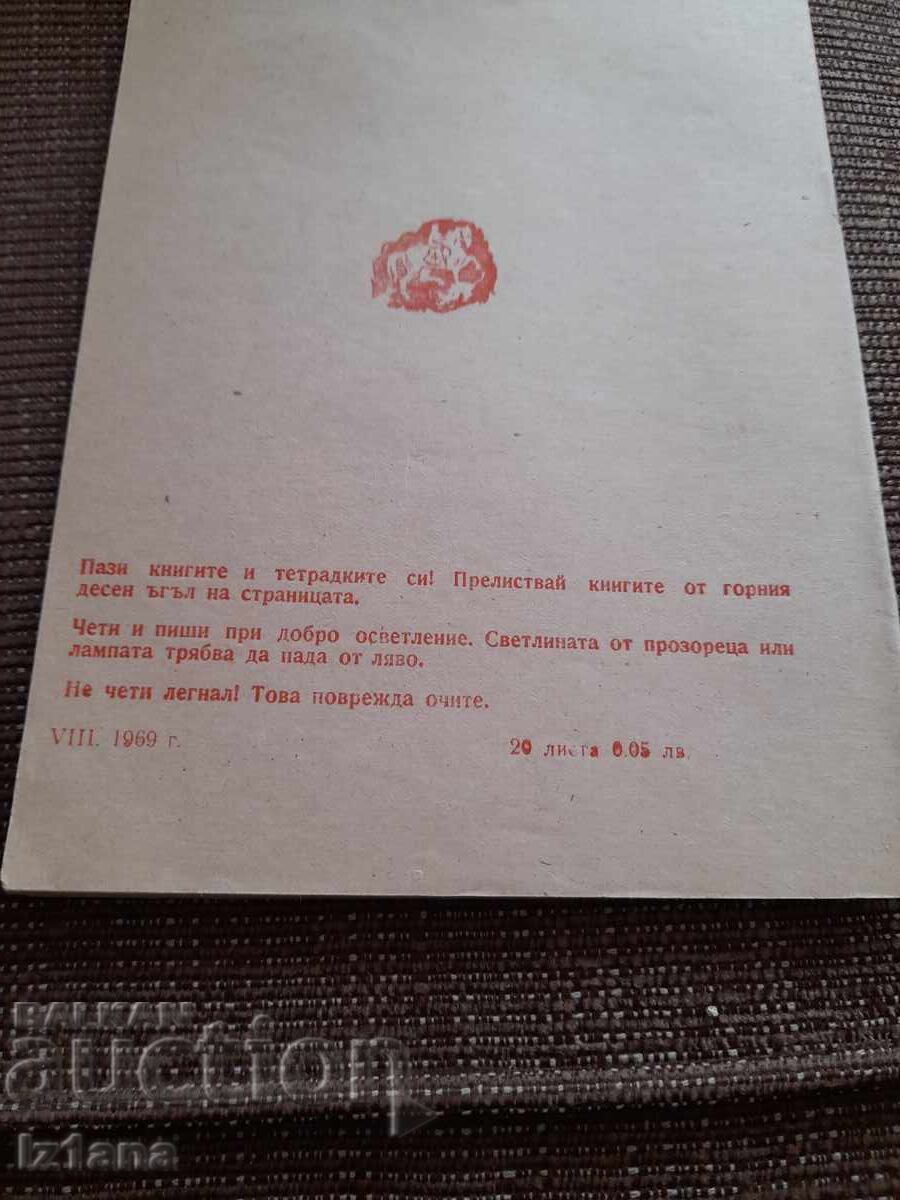 Пази книгите и тетрадките си! Прелиствай книгите от горния
десен ъгъл на страницата.
Чети и пиши при добро осветление. Светлината от прозореца или
лампата трябва да пада от ляво.
Не чети легнал! Това поврежда очите.
VIII. 1969 г.
20 листа 0.05 лв.
BALKAN
auction
Iz1ana